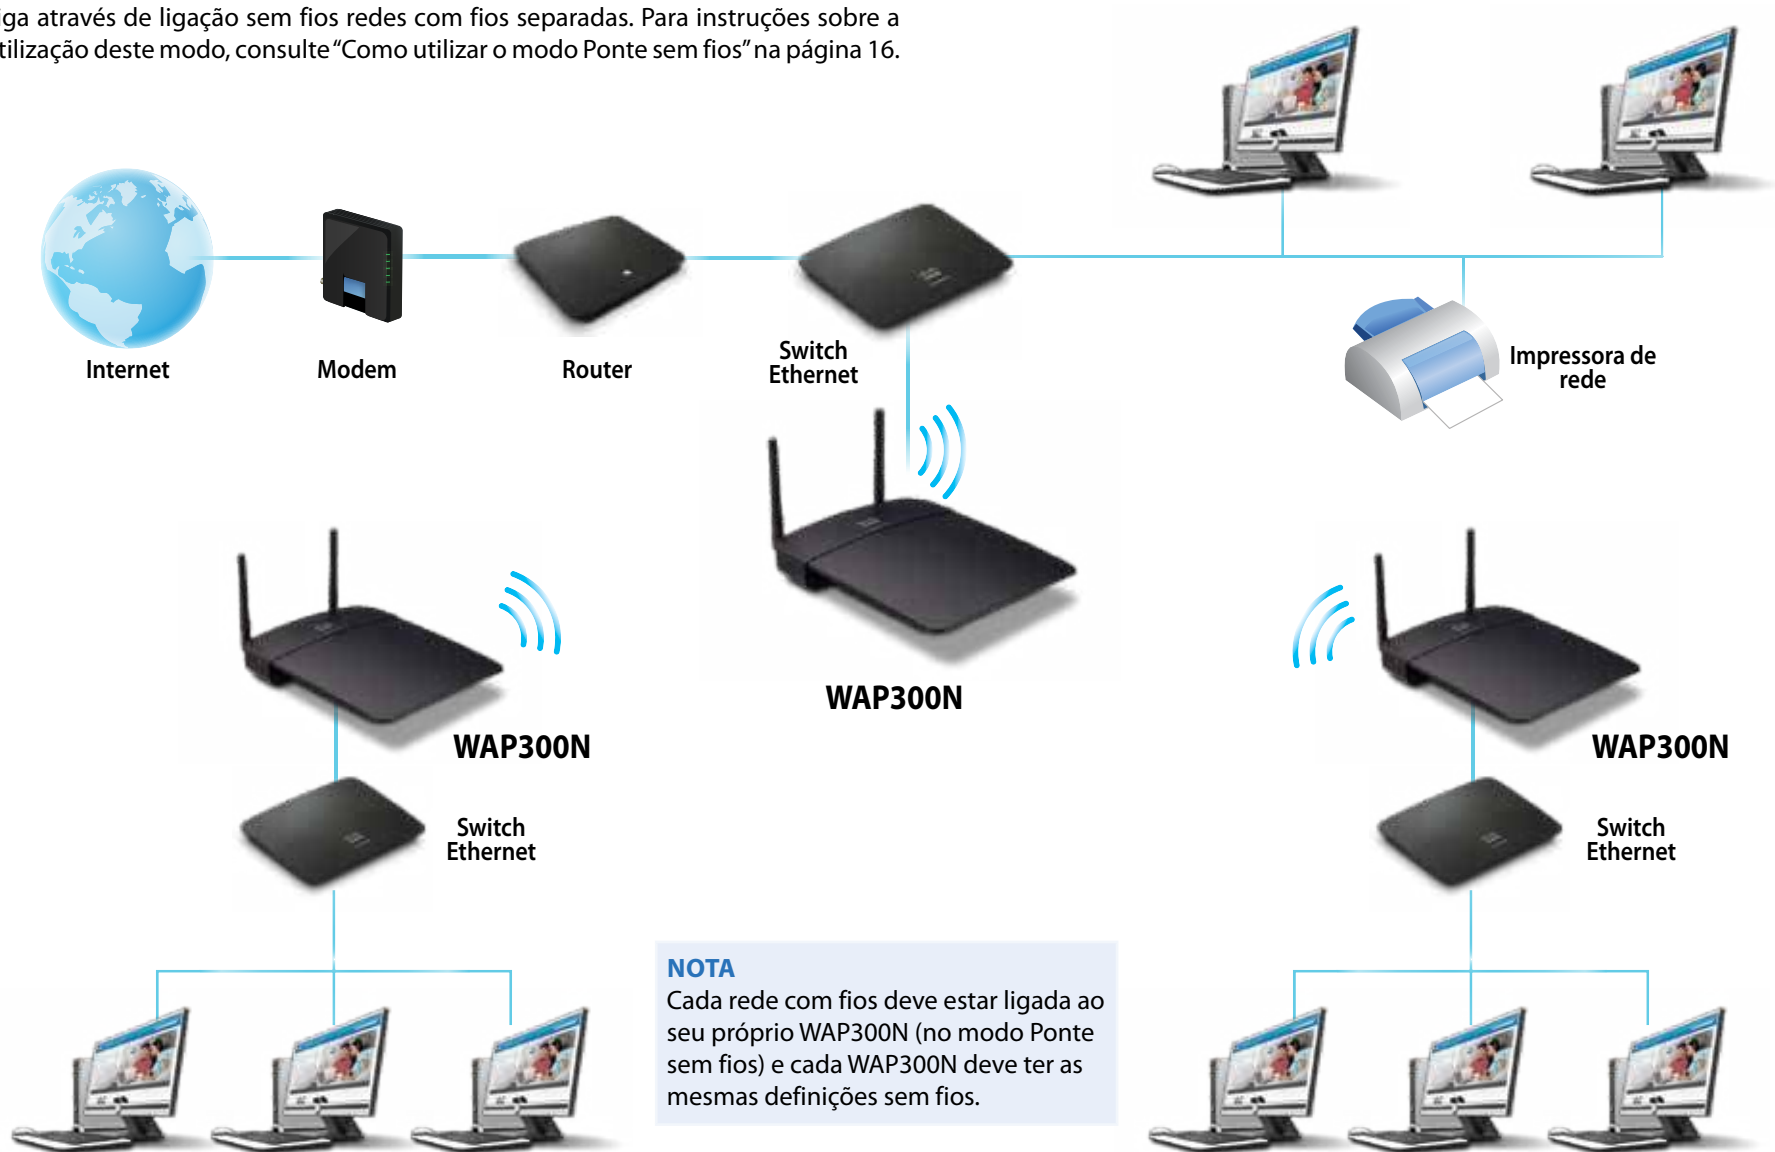 iga através de ligação sem fios redes com fios separadas. Para instruções sobre a
tilização deste modo, consulte “Como utilizar o modo Ponte sem fios” na página 16.
Internet
Modem
Router
Switch
Ethernet
Impressora de
rede
WAP300N
WAP300N
WAP300N
Switch
Ethernet
Switch
Ethernet
NOTA
Cada rede com fios deve estar ligada ao
seu próprio WAP300N (no modo Ponte
sem fios) e cada WAP300N deve ter as
mesmas definições sem fios.